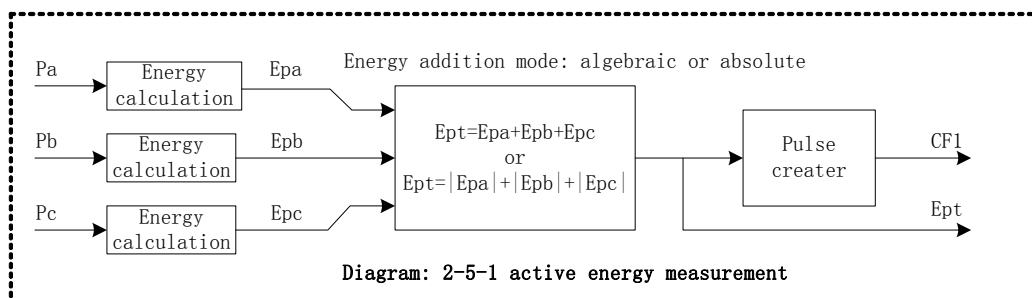 Energy addition mode: algebraic or absolute
Pa
Energy
calculation
Epa
Pb
Energy
calculation
Epb
Pc
Energy
calculation
Epc
Ept=Epa+Epb+Epc
or
Ept=|Epa|+|Epb|+|Epc|
Pulse
creater
CF1
Ept
Diagram: 2-5-1 active energy measurement